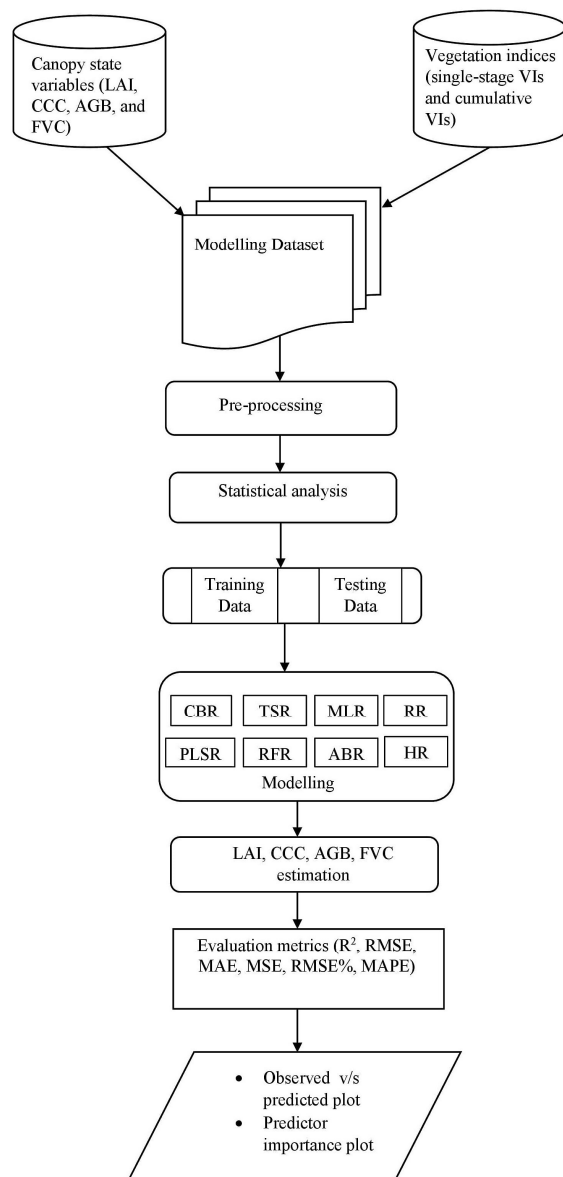 Canopy state
variables (LAI,
CCC, AGB, and
FVC)
Vegetation indices
(single-stage VIs
and cumulative
VIs)
Modelling Dataset
Pre-processing
Statistical analysis
Training
Data
Testing
Data
CBR TSR MLR RR
PLSR RFR ABR HR
Modelling
LAI, CCC, AGB, FVC
estimation
Evaluation metrics (R², RMSE,
MAE, MSE, RMSE%, MAPE)
• Observed v/s
predicted plot
• Predictor
importance plot